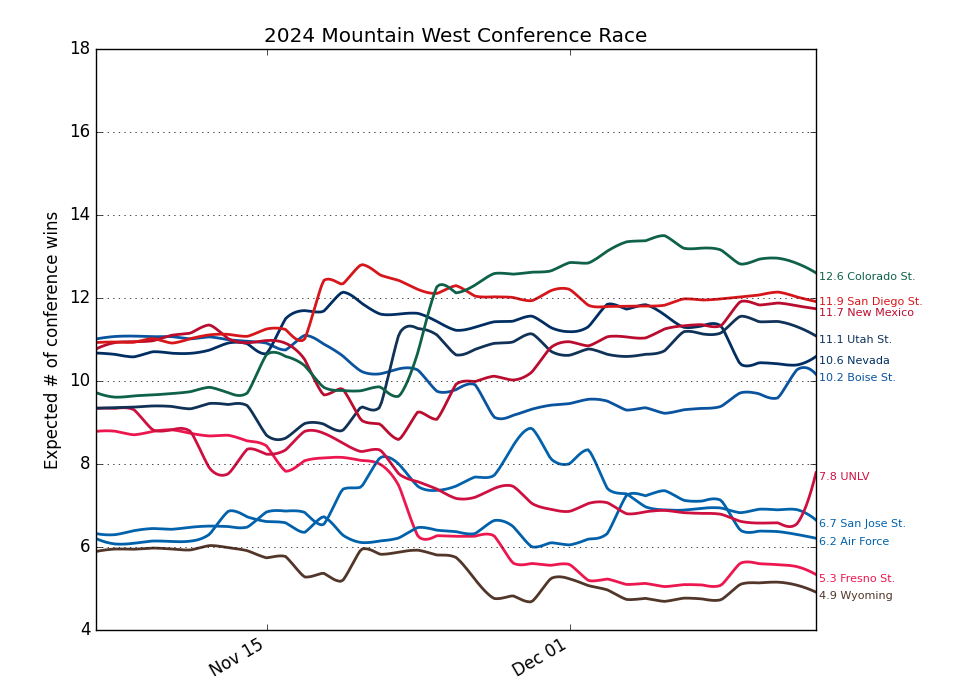 2024 Mountain West Conference Race
Expected # of conference wins
18
16
14
12
10
8
6
4
Nov 15
Dec 01
12.6 Colorado St.
11.9 San Diego St.
11.7 New Mexico
11.1 Utah St.
10.6 Nevada
10.2 Boise St.
7.8 UNLV
6.7 San Jose St.
6.2 Air Force
5.3 Fresno St.
4.9 Wyoming